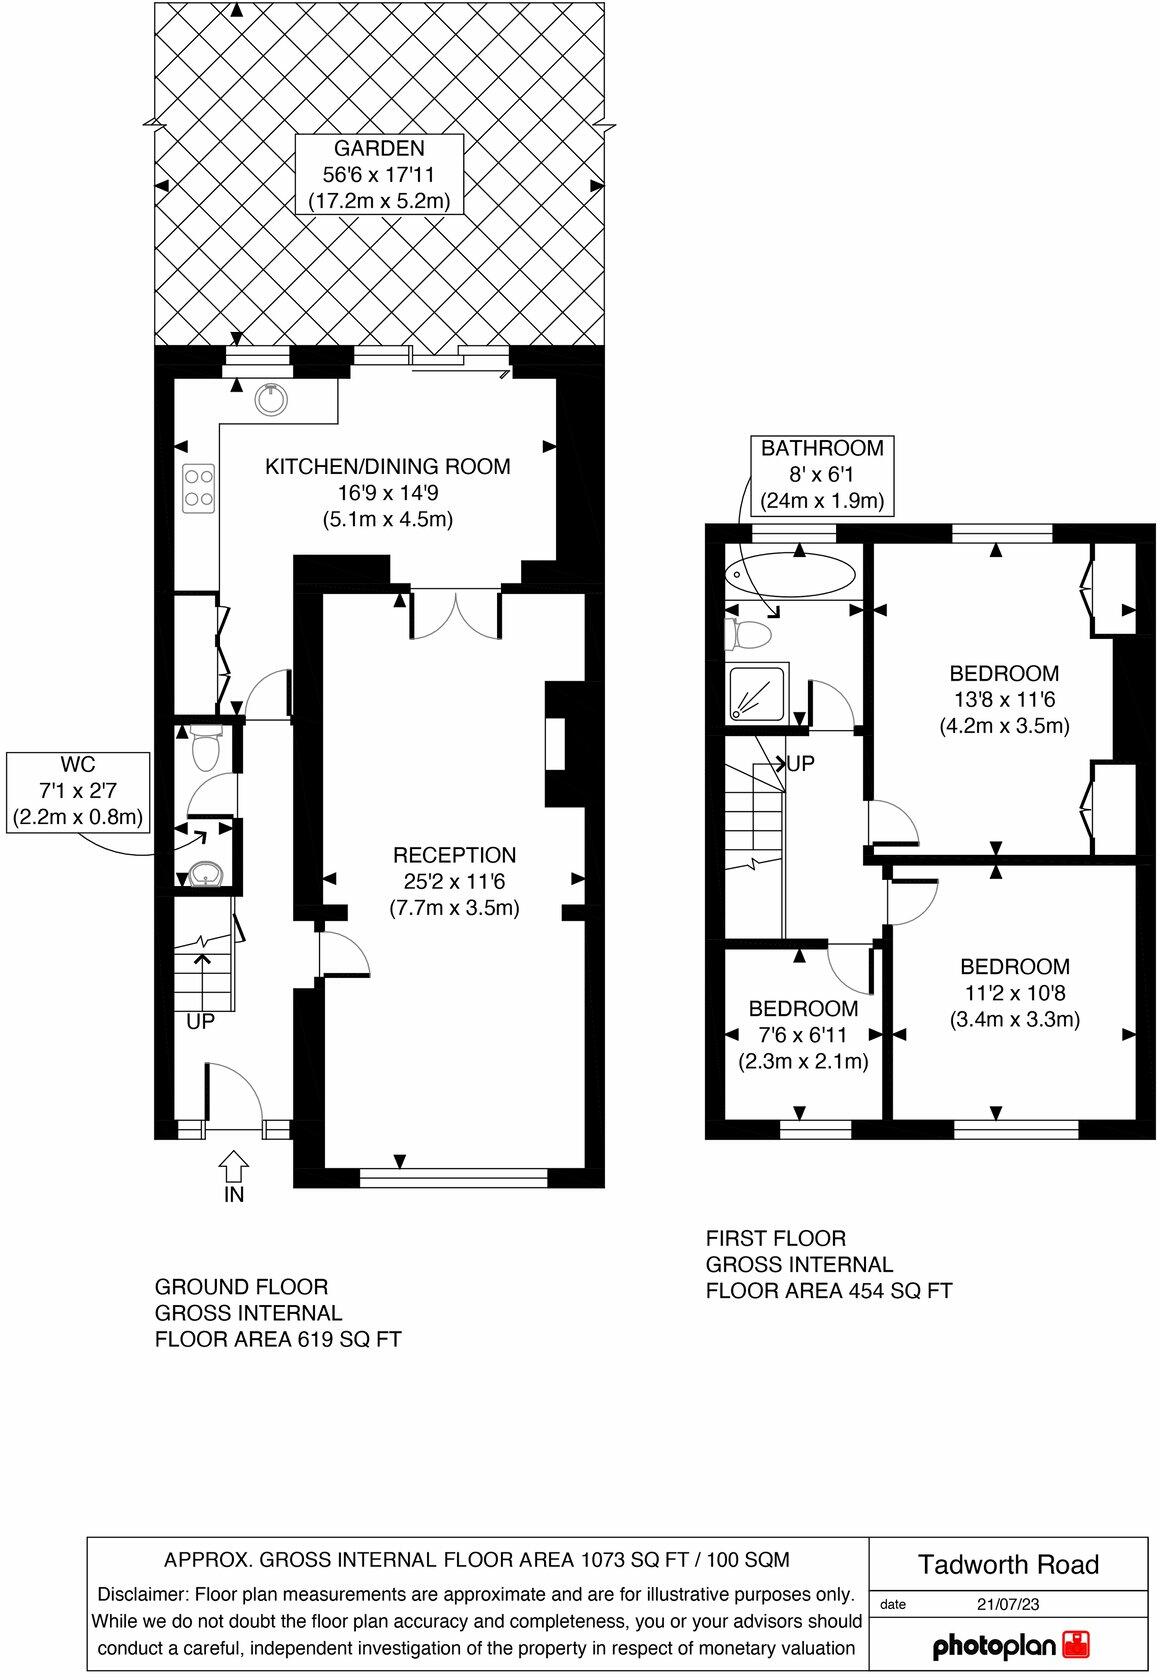 GARDEN
56'6 x 17'11
(17.2m x 5.2m)
KITCHEN/DINING ROOM
16'9 x 14'9
(5.1m x 4.5m)
BATHROOM
8' x 6'1
(24m x 1.9m)
BEDROOM
13'8 x 11'6
(4.2m x 3.5m)
WC
7'1 x 2'7
(2.2m x 0.8m)
UP
RECEPTION
25'2 x 11'6
(7.7m x 3.5m)
BEDROOM
11'2 x 10'8
(3.4m x 3.3m)
BEDROOM
7'6 x 6'11
(2.3m x 2.1m)
UP
IN
FIRST FLOOR
GROSS INTERNAL
FLOOR AREA 454 SQ FT
GROUND FLOOR
GROSS INTERNAL
FLOOR AREA 619 SQ FT
APPROX. GROSS INTERNAL FLOOR AREA 1073 SQ FT / 100 SQM
Disclaimer: Floor plan measurements are approximate and are for illustrative purposes only.
While we do not doubt the floor plan accuracy and completeness, you or your advisors should
conduct a careful, independent investigation of the property in respect of monetary valuation
Tadworth Road
date 21/07/23
photoplan